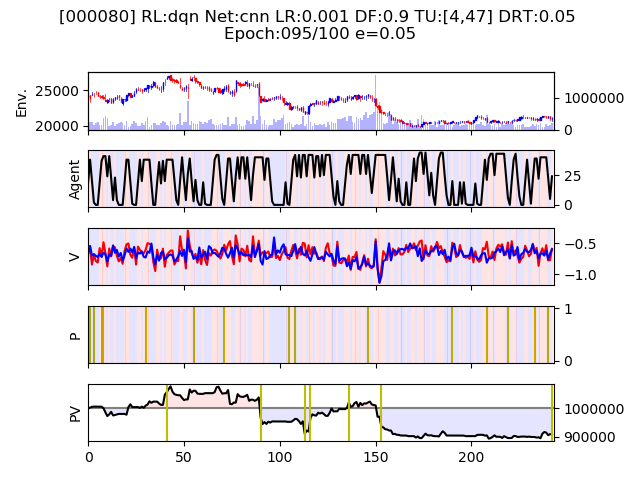 [000080] RL:dqn Net:cnn LR:0.001 DF:0.9 TU:[4,47] DRT:0.05
Epoch:095/100 e=0.05
Env.
25000
20000
1000000
0
Agent
25
0
V
−0.5
−1.0
P
1
0
PV
1000000
900000
0
50
100
150
200